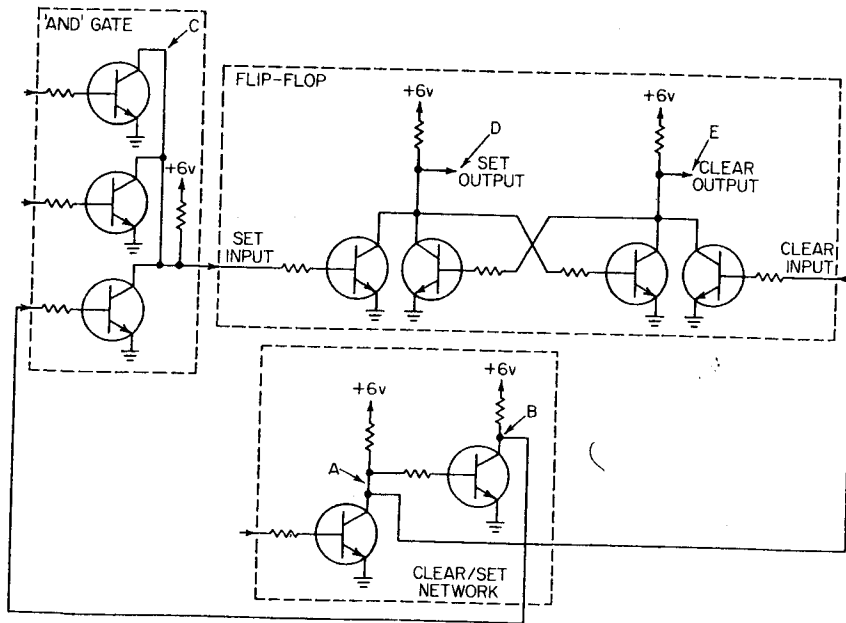 'AND' GATE
C
+6v
FLIP-FLOP
+6v
D
SET
OUTPUT
+6v
E
CLEAR
OUTPUT
SET
INPUT
CLEAR
INPUT
+6v
A
+6v
B
CLEAR/SET
NETWORK